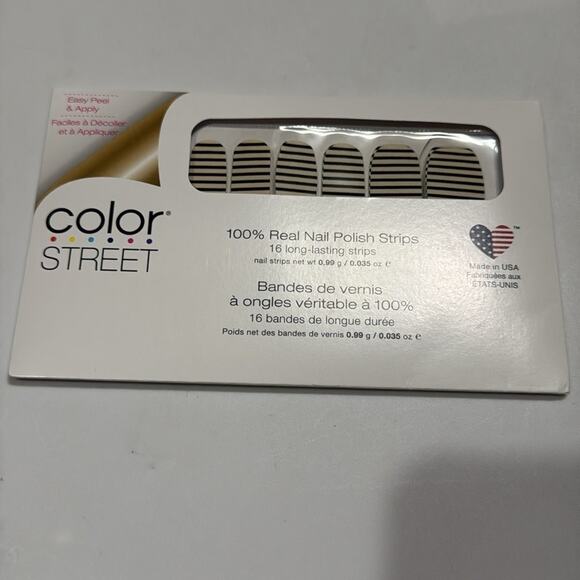 Easy Peel
& Apply
Faciles à Décoller
et à Appliquer
color®
STREET
100% Real Nail Polish Strips
16 long-lasting strips
nail strips net wt 0.99 g / 0.035 oz ℮
Bandes de vernis
à ongles véritable à 100%
16 bandes de longue durée
Poids net des bandes de vernis 0.99 g / 0.035 oz ℮
™
Made in USA
Fabriquées aux
ÉTATS-UNIS